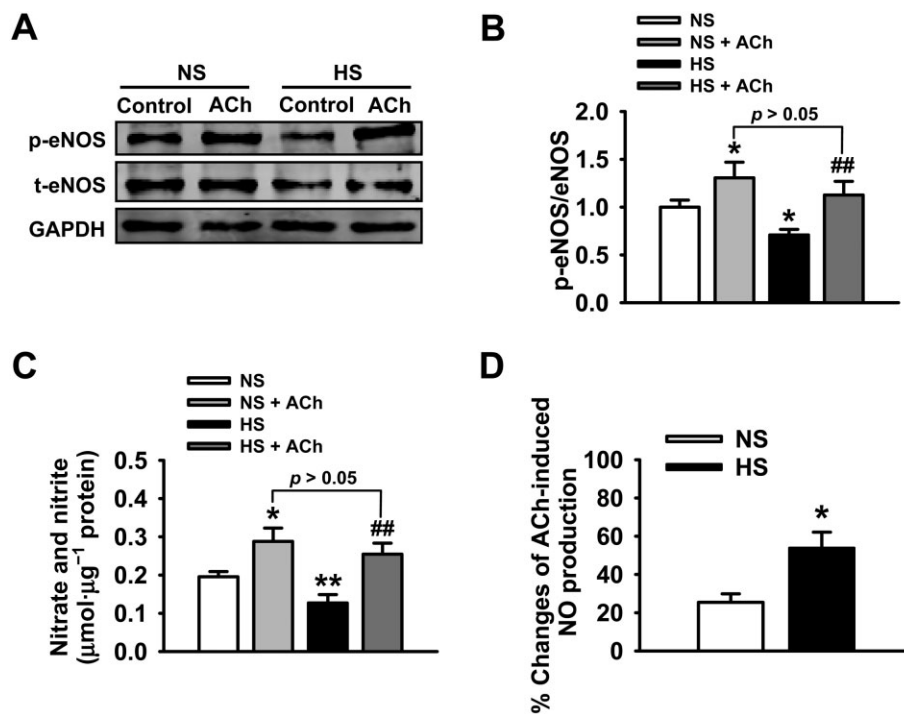 A
NS HS
Control ACh Control ACh
p-eNOS
t-eNOS
GAPDH
B
NS
NS + ACh
HS
HS + ACh
p-eNOS/eNOS
2.0
1.5
1.0
0.5
0.0
*
*
##
p > 0.05
C
NS
NS + ACh
HS
HS + ACh
Nitrate and nitrite
(μmol·μg⁻¹ protein)
0.5
0.4
0.3
0.2
0.1
0.0
*
**
##
p > 0.05
D
NS
HS
% Changes of ACh-induced
NO production
100
80
60
40
20
0
*